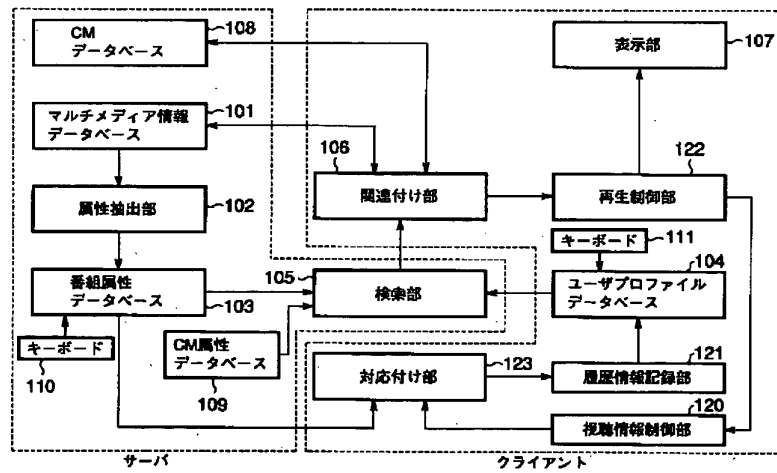 CM
データベース
108
マルチメディア情報
データベース
101
属性抽出部
102
番組属性
データベース
103
キーボード
110
CM属性
データベース
109
サーバ
表示部
107
106
関連付け部
122
再生制御部
キーボード
111
104
ユーザプロファイル
データベース
105
検索部
対応付け部
123
121
履歴情報記録部
120
視聴情報制御部
クライアント